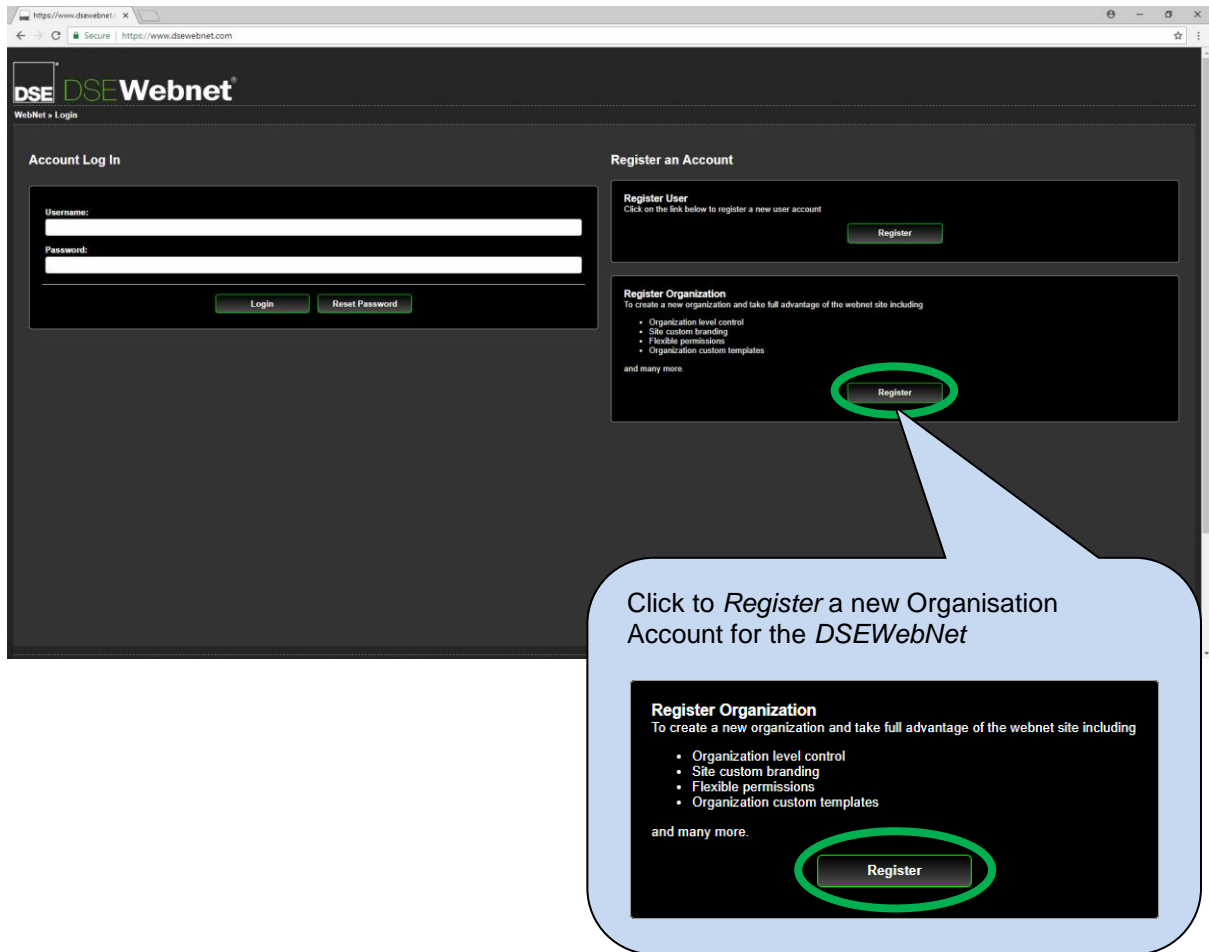 https://www.dsewebnet.c
Secure | https://www.dsewebnet.com
DSE DSEWebnet®
WebNet » Login
Account Log In
Username:
Password:
Login Reset Password
Register an Account
Register User
Click on the link below to register a new user account
Register
Register Organization
To create a new organization and take full advantage of the webnet site including
• Organization level control
• Site custom branding
• Flexible permissions
• Organization custom templates
and many more.
Register
Click to Register a new Organisation
Account for the DSEWebNet
Register Organization
To create a new organization and take full advantage of the webnet site including
• Organization level control
• Site custom branding
• Flexible permissions
• Organization custom templates
and many more.
Register